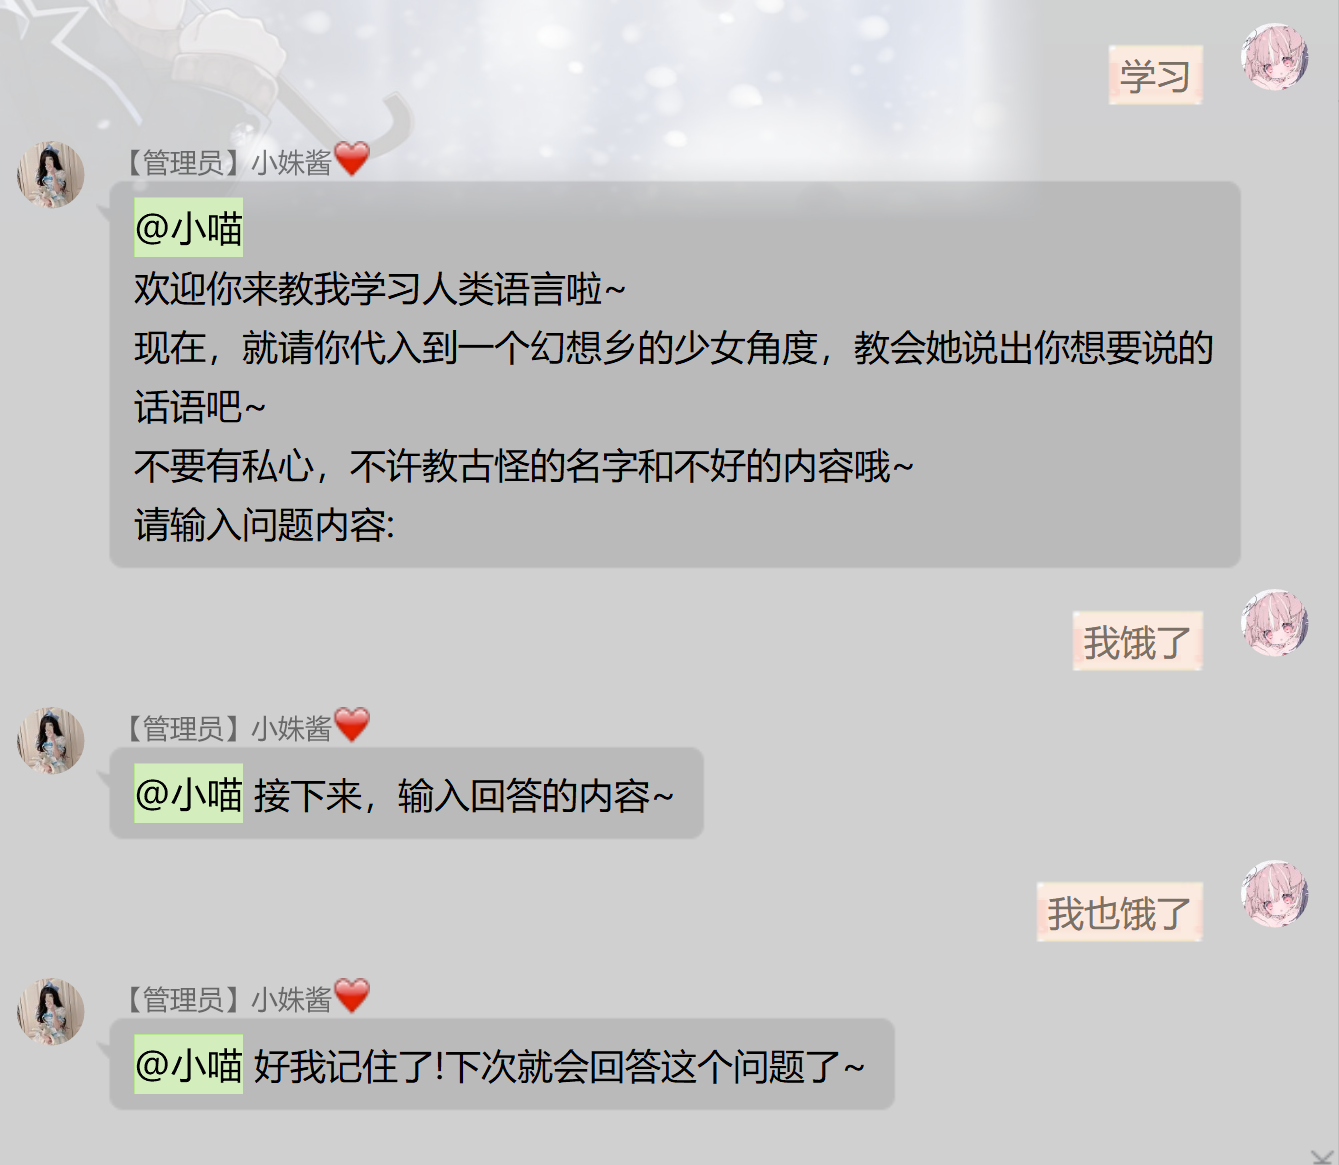 学习
【管理员】小姝酱❤
@小喵
欢迎你来教我学习人类语言啦~
现在，就请你代入到一个幻想乡的少女角度，教会她说出你想要说的
话语吧~
不要有私心，不许教古怪的名字和不好的内容哦~
请输入问题内容:
我饿了
【管理员】小姝酱❤
@小喵 接下来，输入回答的内容~
我也饿了
【管理员】小姝酱❤
@小喵 好我记住了!下次就会回答这个问题了~